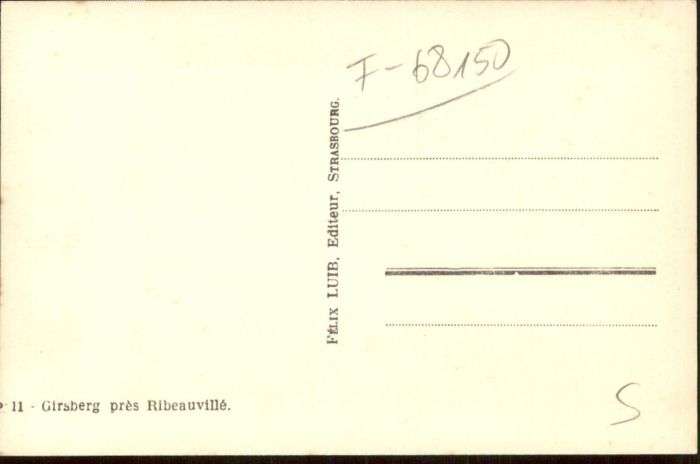 F-68150
FÉLIX LUIB, Editeur, STRASBOURG.
11 - Girsberg près Ribeauvillé.
S